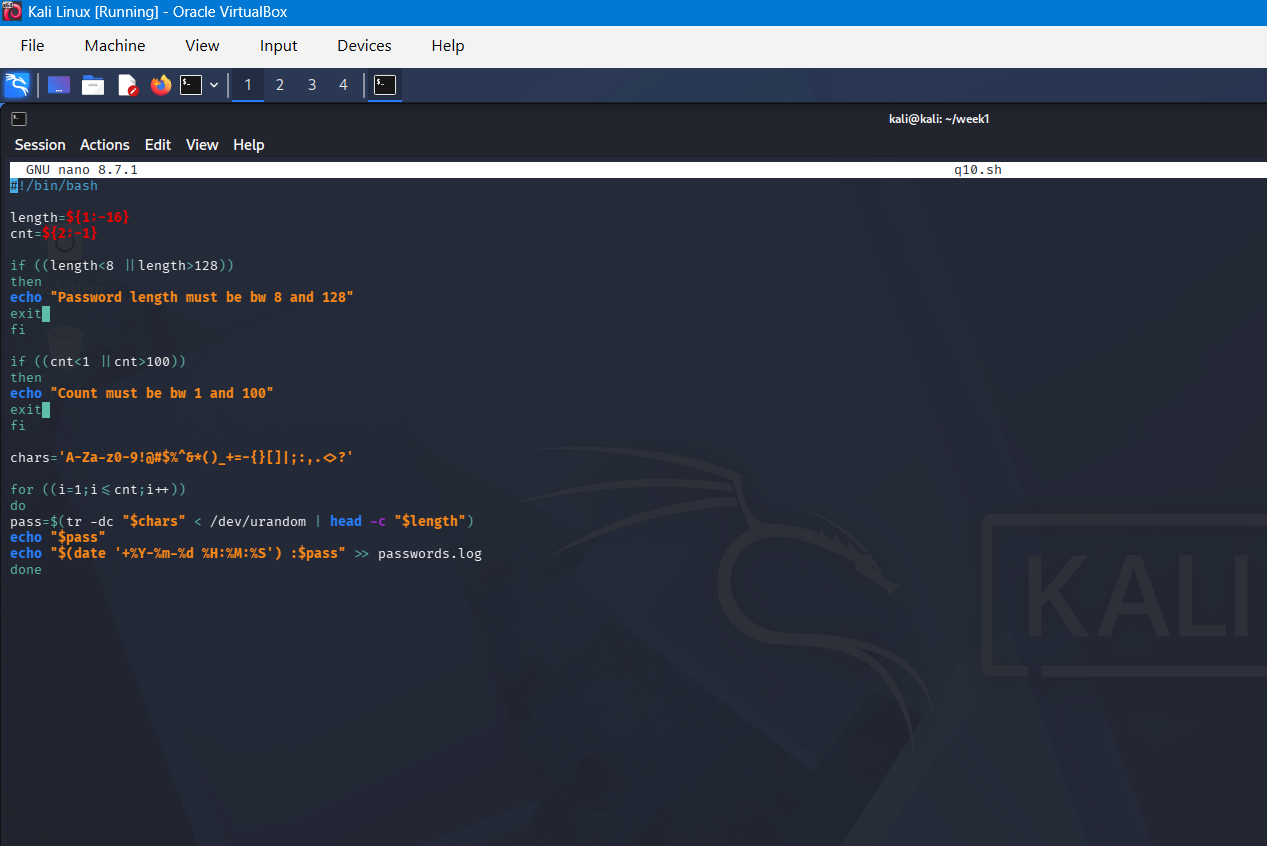 Kali Linux [Running] - Oracle VirtualBox
File Machine View Input Devices Help
1 2 3 4
kali@kali: ~/week1
Session Actions Edit View Help
GNU nano 8.7.1 q10.sh
#!/bin/bash
length=${1:-16}
cnt=${2:-1}
if ((length<8 ||length>128))
then
echo "Password length must be bw 8 and 128"
exit
fi
if ((cnt<1 ||cnt>100))
then
echo "Count must be bw 1 and 100"
exit
fi
chars='A-Za-z0-9!@#$%^&*()_+=-{}[]|;:,.<>?'
for ((i=1;i<=cnt;i++))
do
pass=$(tr -dc "$chars" < /dev/urandom | head -c "$length")
echo "$pass"
echo "$(date '+%Y-%m-%d %H:%M:%S') :$pass" >> passwords.log
done
KALI